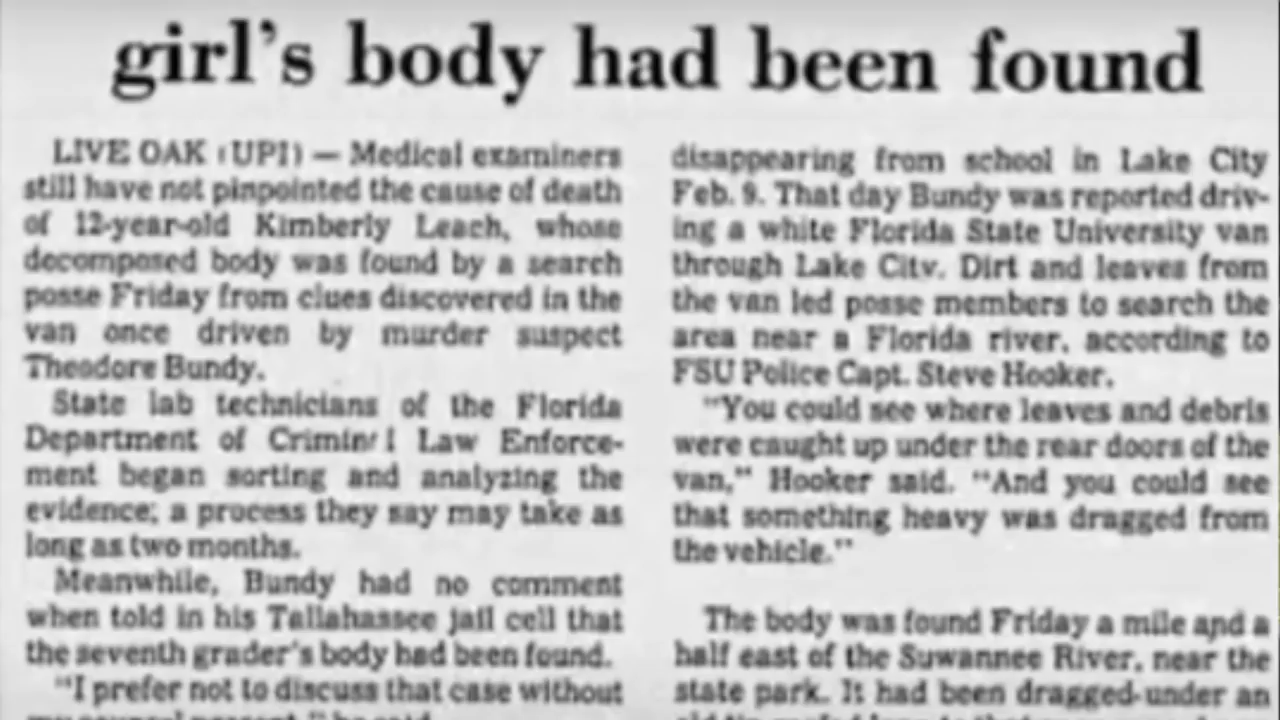 girl's body had been found
LIVE OAK (UPI) — Medical examiners
still have not pinpointed the cause of death
of 12-year-old Kimberly Leach, whose
decomposed body was found by a search
posse Friday from clues discovered in the
van once driven by murder suspect
Theodore Bundy.
State lab technicians of the Florida
Department of Criminal Law Enforce-
ment began sorting and analyzing the
evidence; a process they say may take as
long as two months.
Meanwhile, Bundy had no comment
when told in his Tallahassee jail cell that
the seventh grader's body had been found.
"I prefer not to discuss that case without
disappearing from school in Lake City
Feb. 9. That day Bundy was reported driv-
ing a white Florida State University van
through Lake City. Dirt and leaves from
the van led posse members to search the
area near a Florida river, according to
FSU Police Capt. Steve Hooker.
"You could see where leaves and debris
were caught up under the rear doors of the
van," Hooker said. "And you could see
that something heavy was dragged from
the vehicle."
The body was found Friday a mile and a
half east of the Suwannee River, near the
state park. It had been dragged under an